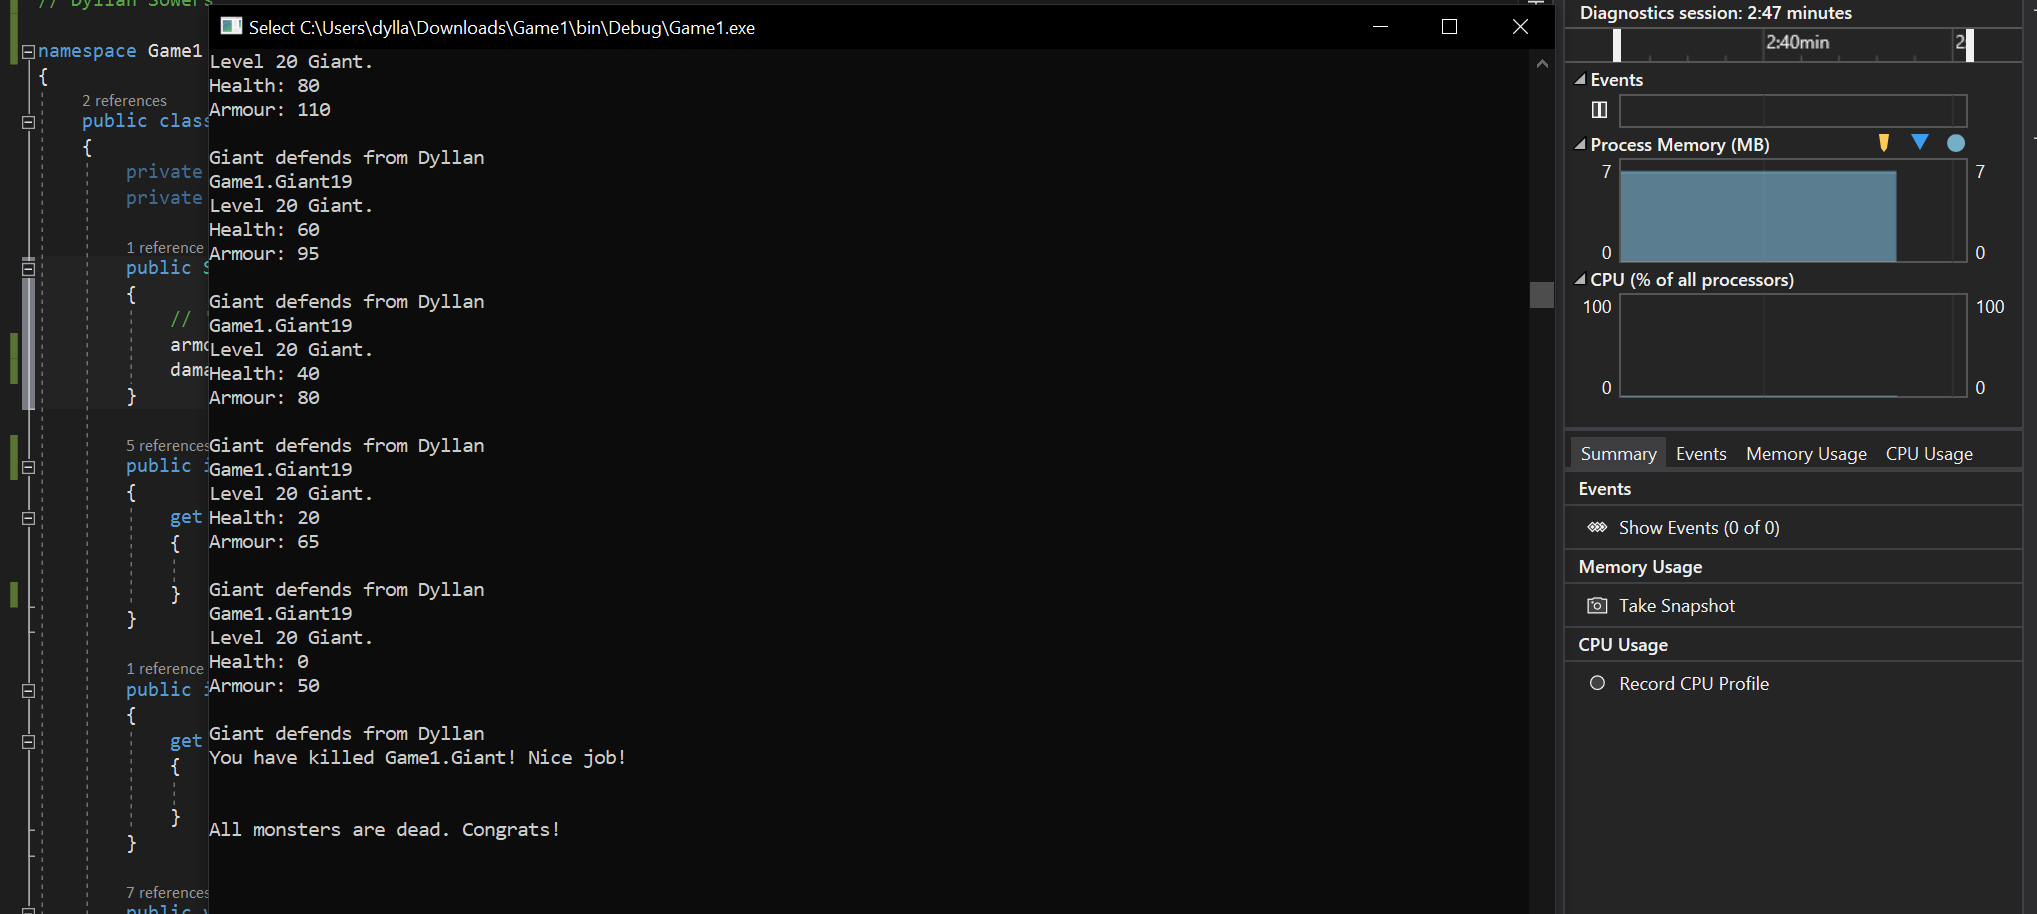 // Dyllan Sowers
namespace Game1
{
2 references
public class
{
private
private
1 reference
public S
{
//
armo
dama
}
5 references
public i
{
get
{
}
}
1 reference
public i
{
get
{
}
}
7 references
public v
Select C:\Users\dylla\Downloads\Game1\bin\Debug\Game1.exe
Level 20 Giant.
Health: 80
Armour: 110
Giant defends from Dyllan
Game1.Giant19
Level 20 Giant.
Health: 60
Armour: 95
Giant defends from Dyllan
Game1.Giant19
Level 20 Giant.
Health: 40
Armour: 80
Giant defends from Dyllan
Game1.Giant19
Level 20 Giant.
Health: 20
Armour: 65
Giant defends from Dyllan
Game1.Giant19
Level 20 Giant.
Health: 0
Armour: 50
Giant defends from Dyllan
You have killed Game1.Giant! Nice job!
All monsters are dead. Congrats!
Diagnostics session: 2:47 minutes
2:40min 2:
Events
Process Memory (MB)
7 7
0 0
CPU (% of all processors)
100 100
0 0
Summary Events Memory Usage CPU Usage
Events
Show Events (0 of 0)
Memory Usage
Take Snapshot
CPU Usage
Record CPU Profile